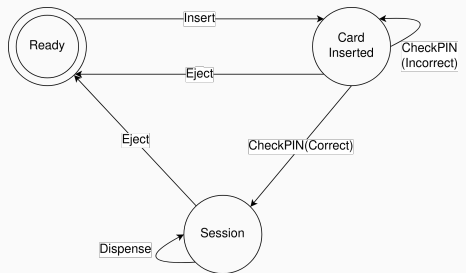 Insert
Ready
Card
Inserted
CheckPIN
(Incorrect)
Eject
Eject
CheckPIN(Correct)
Session
Dispense